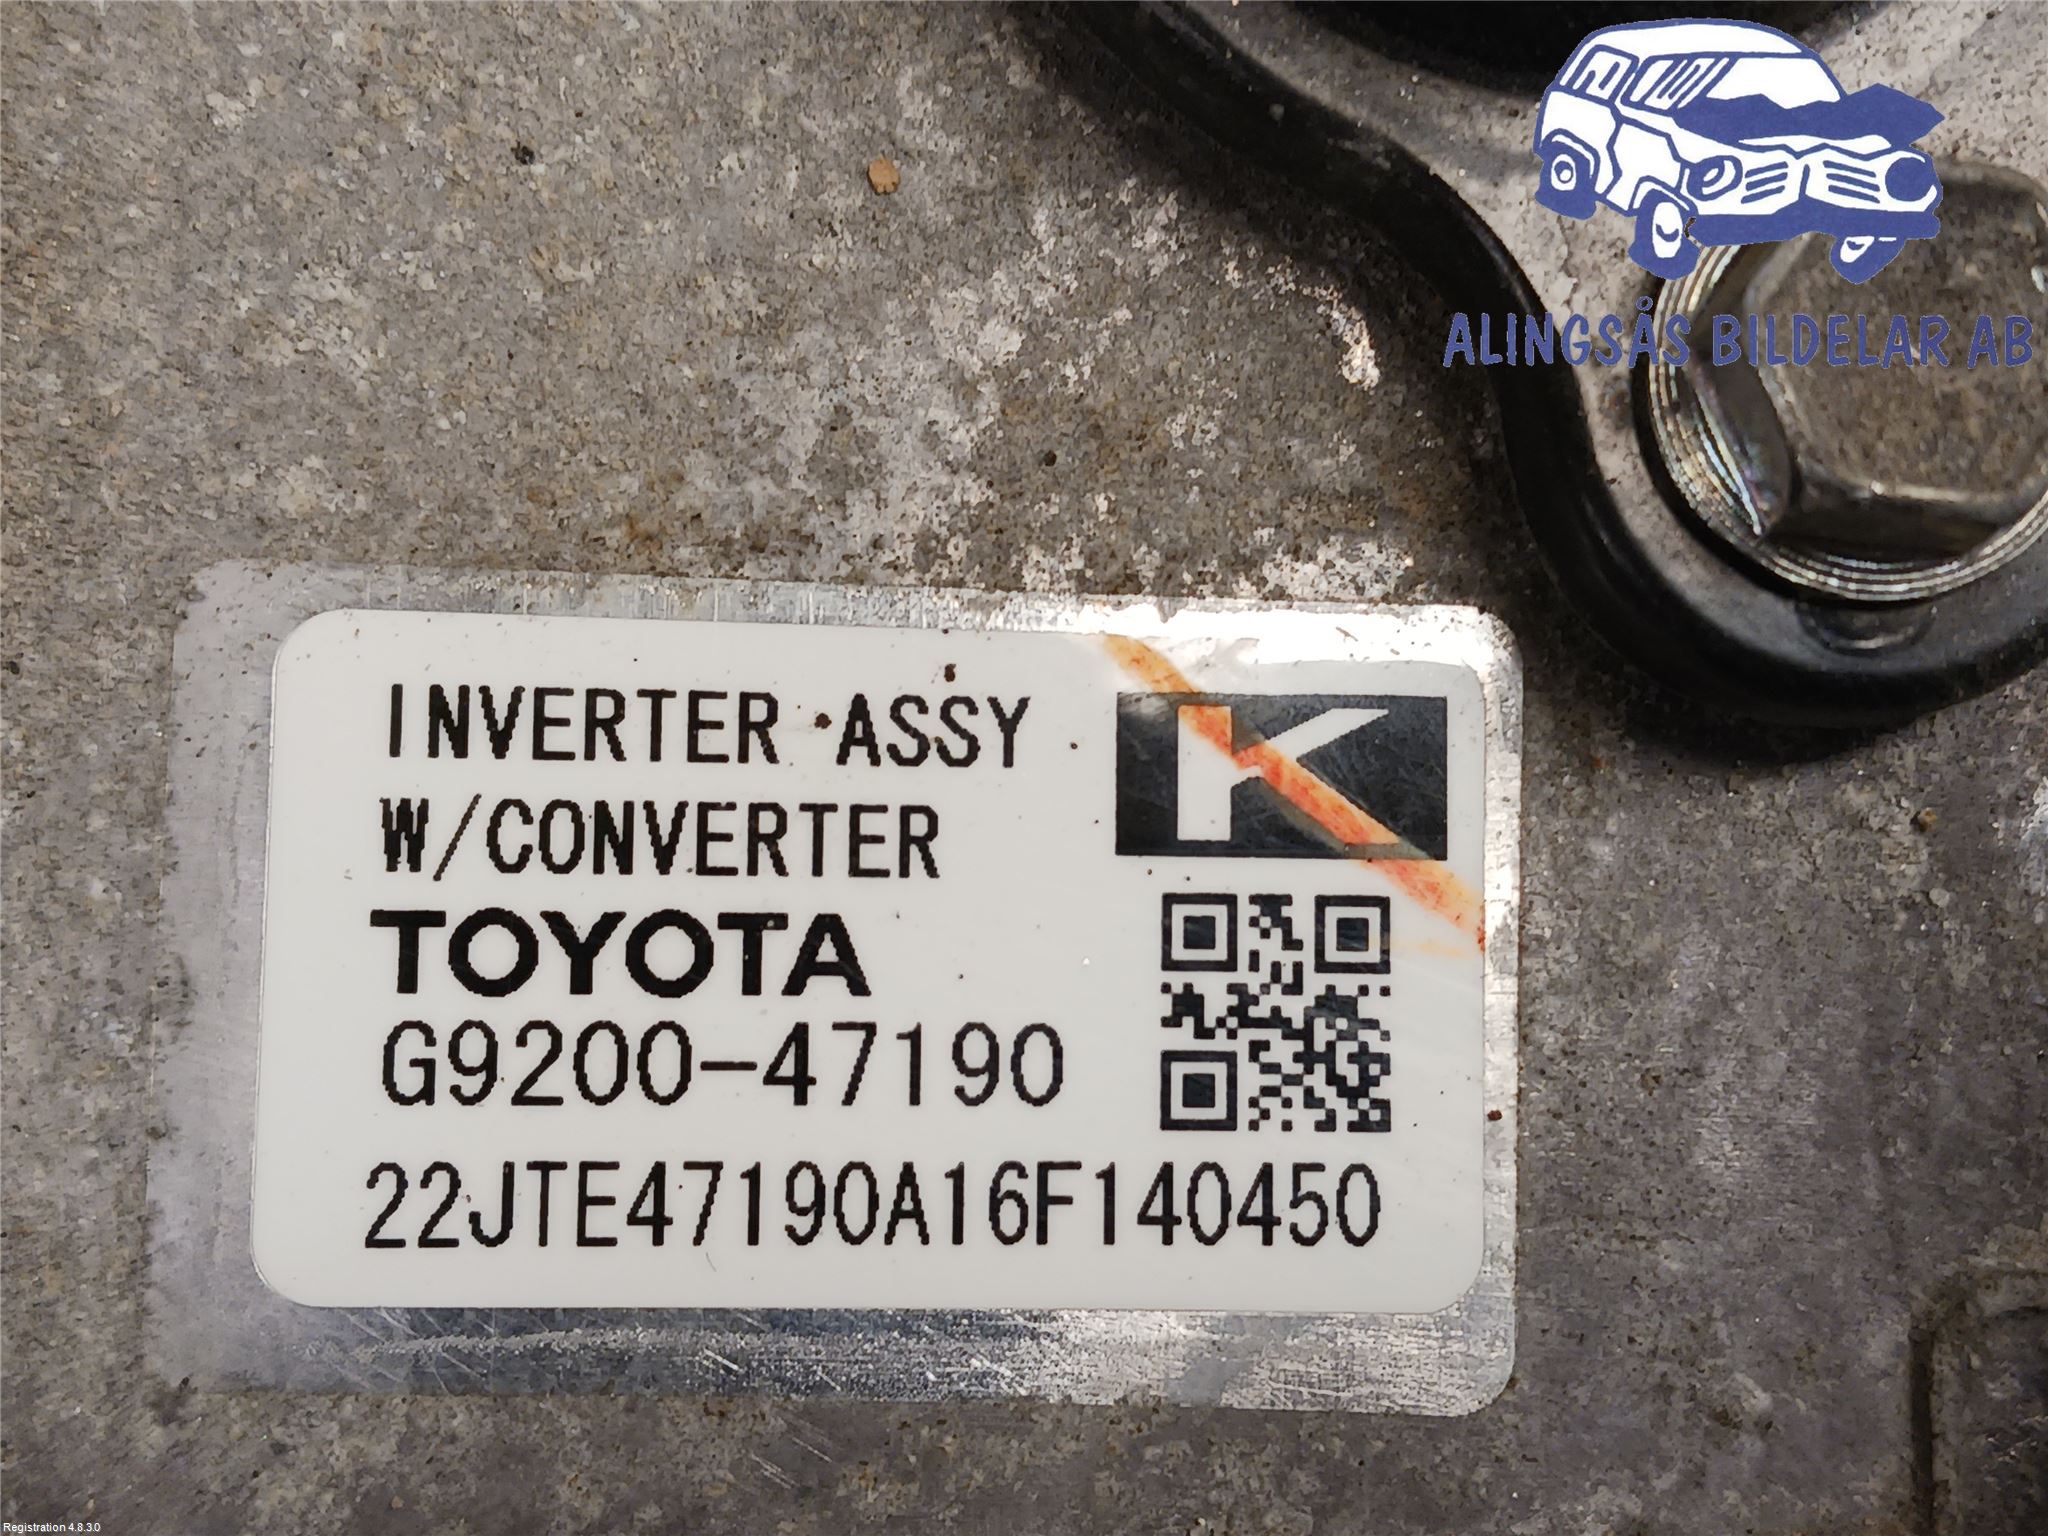 ALINGSÅS BILDELAR AB
INVERTER ASSY
K
W/CONVERTER
TOYOTA
G9200-47190
22JTE47190A16F140450
Registration 4.8.3.0